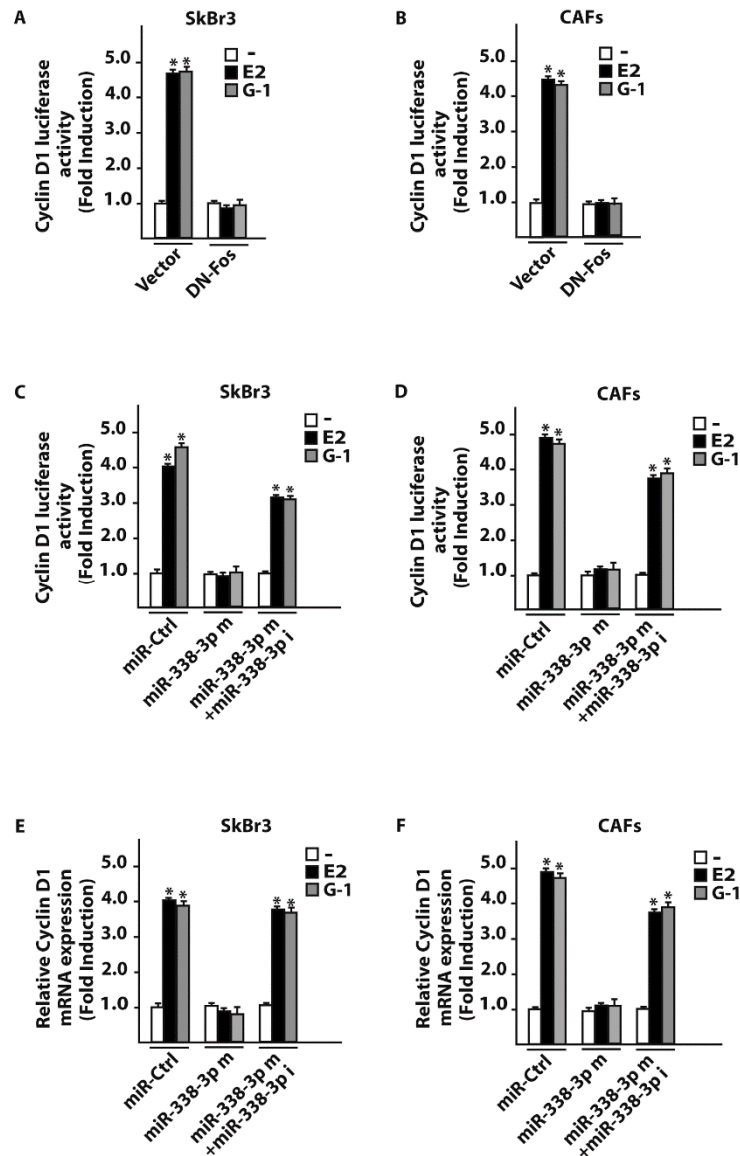 A
SkBr3
-
E2
G-1
Cyclin D1 luciferase
activity
(Fold Induction)
5.0
4.0
3.0
2.0
1.0
* *
Vector
DN-Fos
B
CAFs
-
E2
G-1
Cyclin D1 luciferase
activity
(Fold Induction)
5.0
4.0
3.0
2.0
1.0
* *
Vector
DN-Fos
C
SkBr3
-
E2
G-1
Cyclin D1 luciferase
activity
(Fold Induction)
5.0
4.0
3.0
2.0
1.0
* *
* *
miR-Ctrl
miR-338-3p m
miR-338-3p m
+miR-338-3p i
D
CAFs
-
E2
G-1
Cyclin D1 luciferase
activity
(Fold Induction)
5.0
4.0
3.0
2.0
1.0
* *
* *
miR-Ctrl
miR-338-3p m
miR-338-3p m
+miR-338-3p i
E
SkBr3
-
E2
G-1
Relative Cyclin D1
mRNA expression
(Fold Induction)
5.0
4.0
3.0
2.0
1.0
* *
* *
miR-Ctrl
miR-338-3p m
miR-338-3p m
+miR-338-3p i
F
CAFs
-
E2
G-1
Relative Cyclin D1
mRNA expression
(Fold Induction)
5.0
4.0
3.0
2.0
1.0
* *
* *
miR-Ctrl
miR-338-3p m
miR-338-3p m
+miR-338-3p i